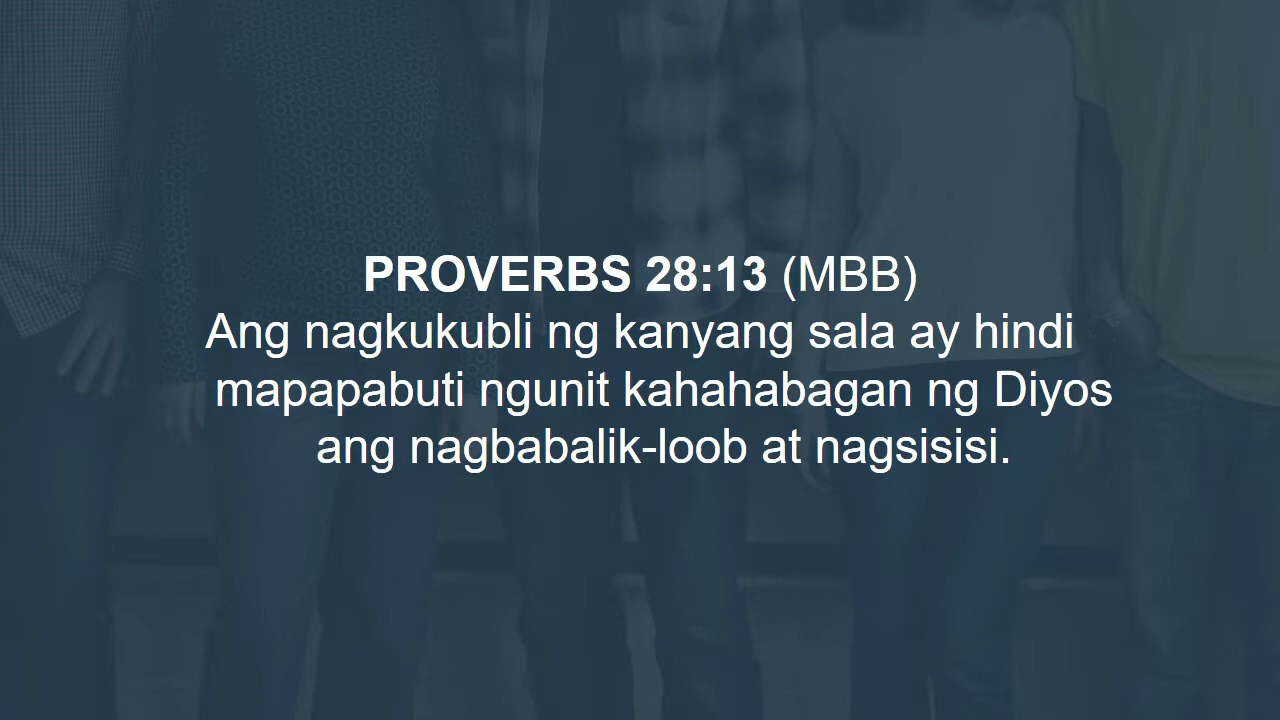 PROVERBS 28:13 (MBB)
Ang nagkukubli ng kanyang sala ay hindi
mapapabuti ngunit kahahabagan ng Diyos
ang nagbabalik-loob at nagsisisi.